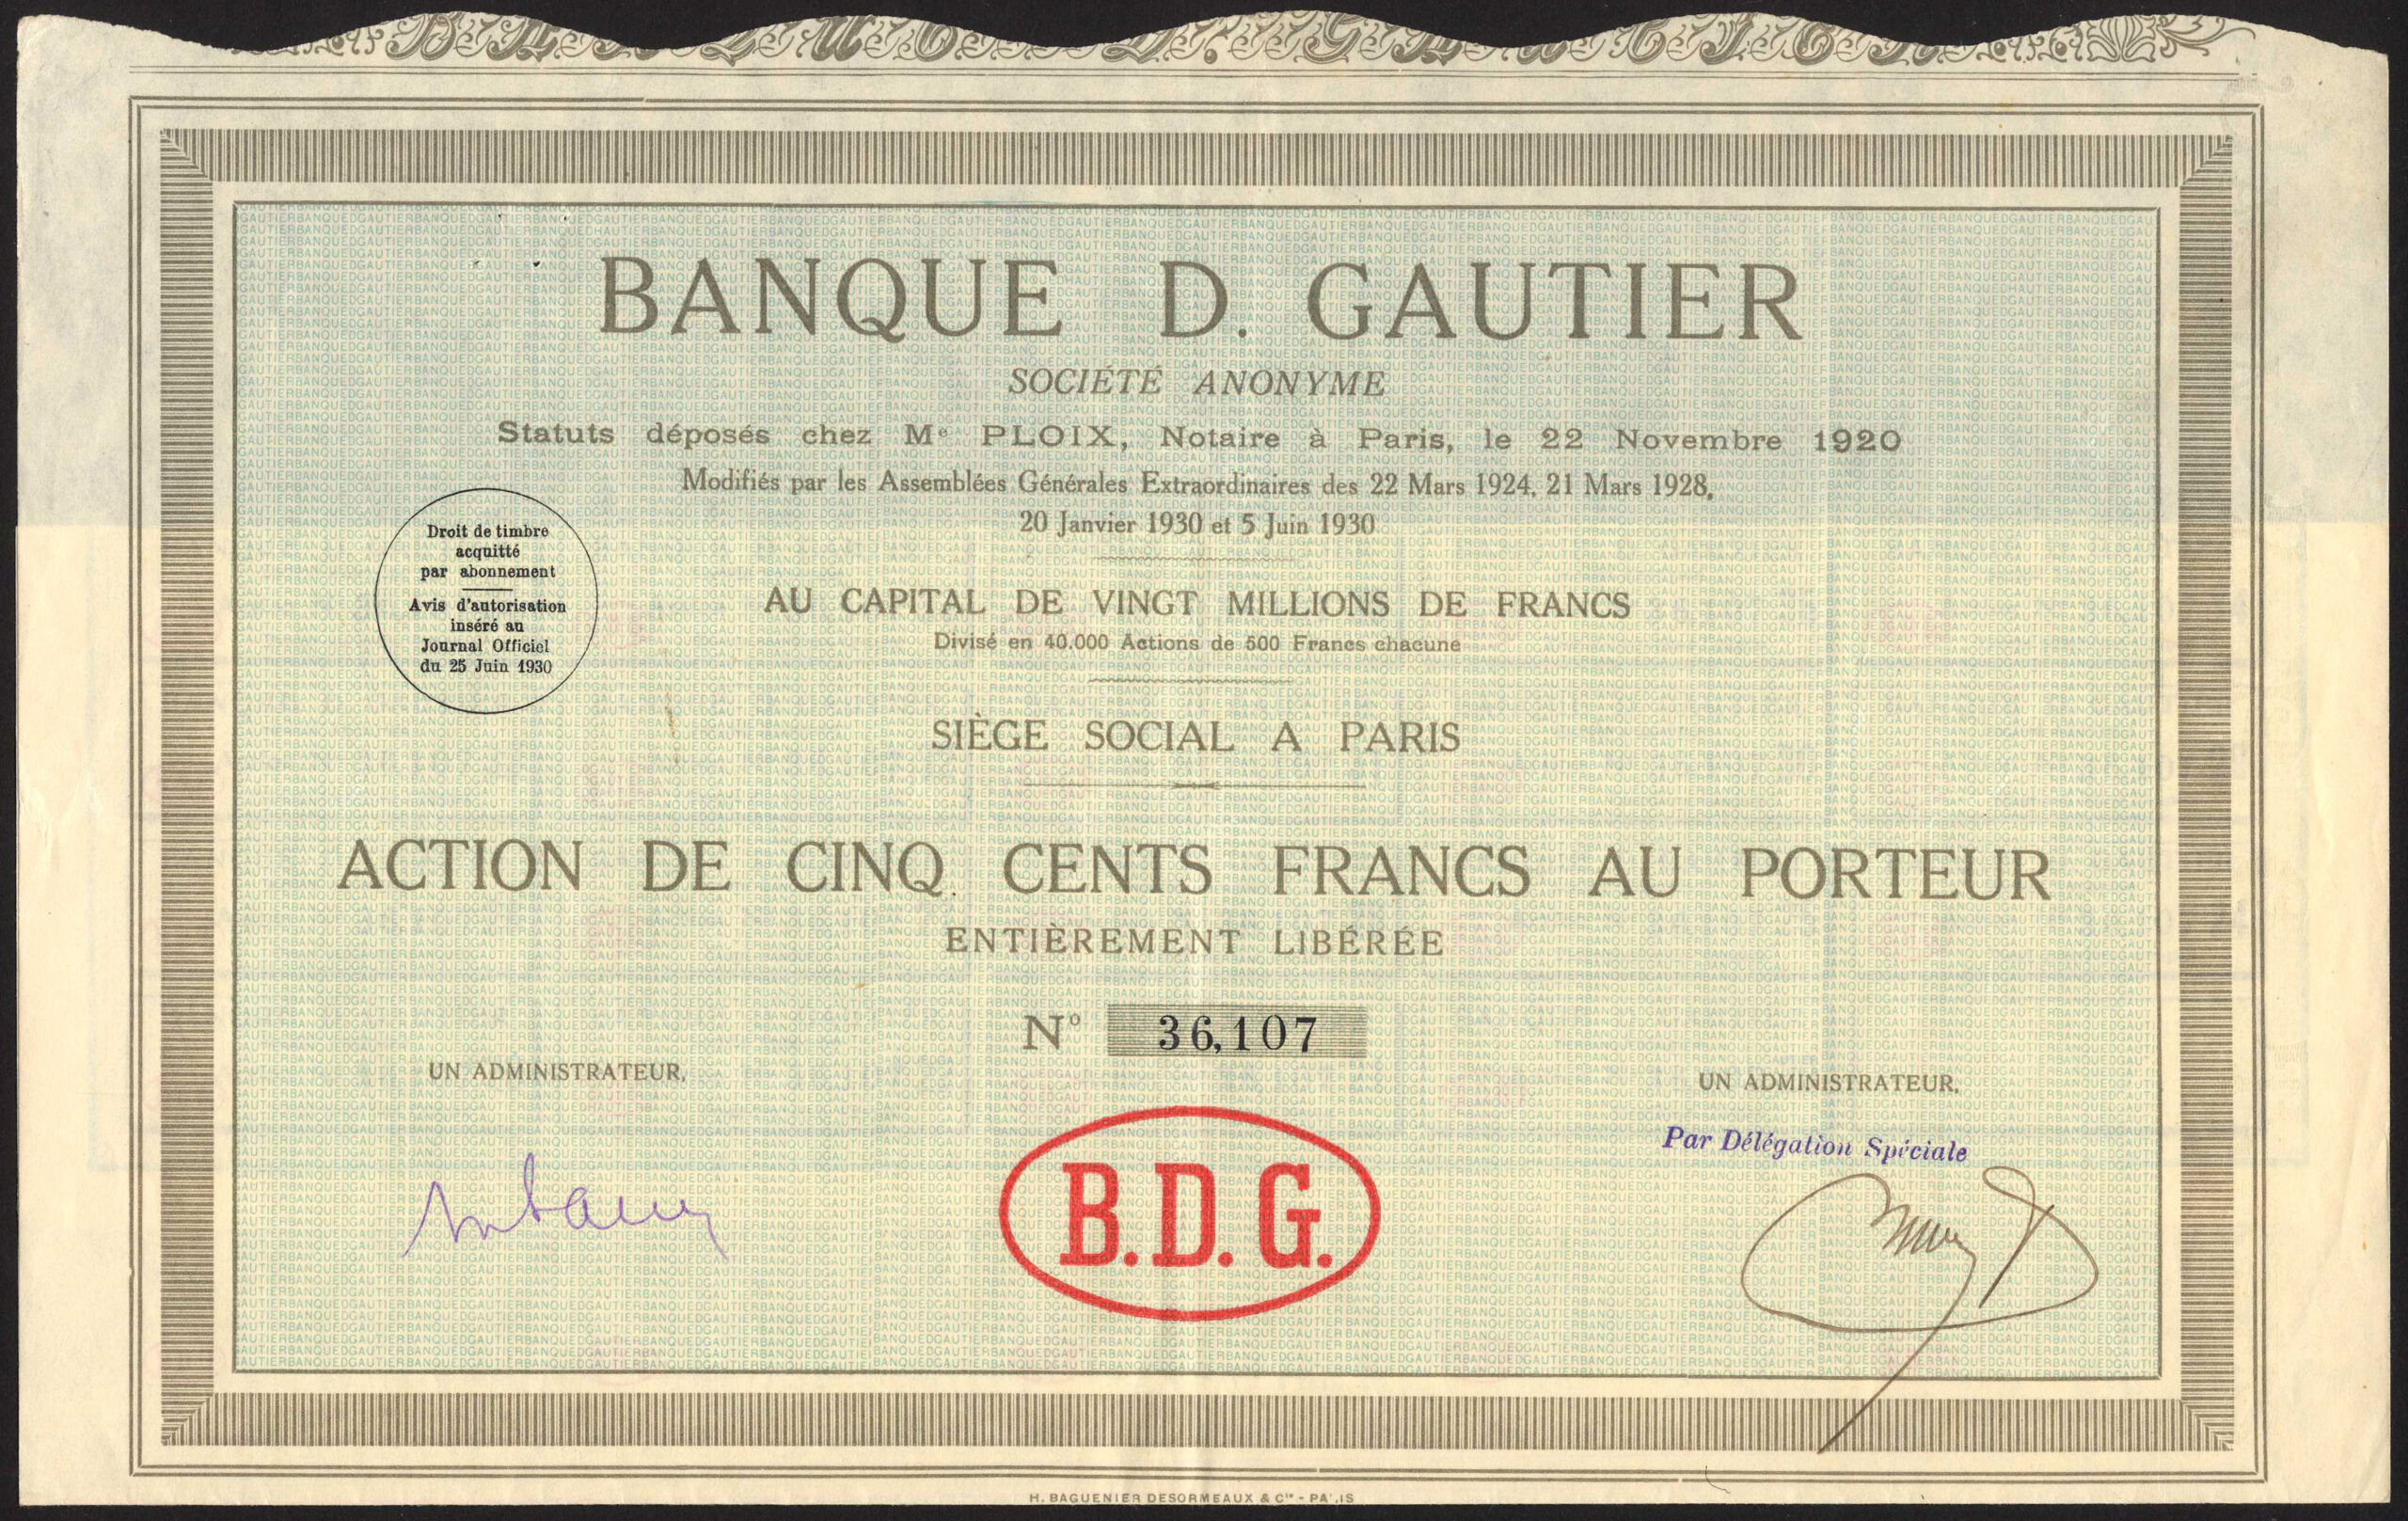 BANQUE D. GAUTIER
SOCIÉTÉ ANONYME
Statuts déposés chez Me PLOIX, Notaire à Paris, le 22 Novembre 1920
Modifiés par les Assemblées Générales Extraordinaires des 22 Mars 1924, 21 Mars 1928,
20 Janvier 1930 et 5 Juin 1930
Droit de timbre
acquitté
par abonnement
Avis d'autorisation
inséré au
Journal Officiel
du 25 Juin 1930
AU CAPITAL DE VINGT MILLIONS DE FRANCS
Divisé en 40.000 Actions de 500 Francs chacune
SIÈGE SOCIAL A PARIS
ACTION DE CINQ CENTS FRANCS AU PORTEUR
ENTIÈREMENT LIBÉRÉE
No 36,107
UN ADMINISTRATEUR,
UN ADMINISTRATEUR,
Par Délégation Spéciale
B.D.G.
H. BAGUENIER DESORMEAUX & Cie - PARIS